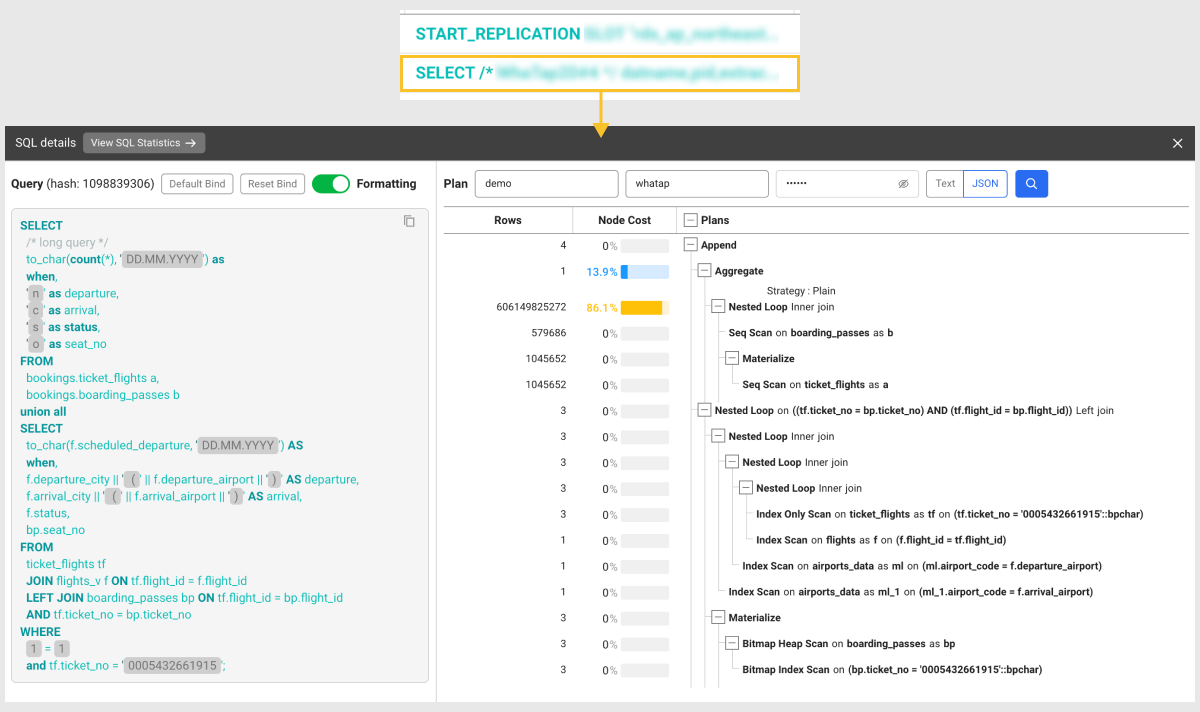 START_REPLICATION
SELECT /*
SQL details View SQL Statistics →
Query (hash: 1098839306) Default Bind Reset Bind Formatting
SELECT
/* long query */
to_char(count(*), 'DD.MM.YYYY') as
when,
'n' as departure,
'c' as arrival,
's' as status,
'o' as seat_no
FROM
bookings.ticket_flights a,
bookings.boarding_passes b
union all
SELECT
to_char(f.scheduled_departure, 'DD.MM.YYYY') AS
when,
f.departure_city || '(' || f.departure_airport || ')' AS departure,
f.arrival_city || '(' || f.arrival_airport || ')' AS arrival,
f.status,
bp.seat_no
FROM
ticket_flights tf
JOIN flights_v f ON tf.flight_id = f.flight_id
LEFT JOIN boarding_passes bp ON tf.flight_id = bp.flight_id
AND tf.ticket_no = bp.ticket_no
WHERE
1 = 1
and tf.ticket_no = '0005432661915';
Plan demo whatap •••••• Text JSON
Rows Node Cost Plans
4 0% Append
1 13.9% Aggregate
Strategy : Plain
606149825272 86.1% Nested Loop Inner join
579686 0% Seq Scan on boarding_passes as b
1045652 0% Materialize
1045652 0% Seq Scan on ticket_flights as a
3 0% Nested Loop on ((tf.ticket_no = bp.ticket_no) AND (tf.flight_id = bp.flight_id)) Left join
3 0% Nested Loop Inner join
3 0% Nested Loop Inner join
3 0% Nested Loop Inner join
3 0% Index Only Scan on ticket_flights as tf on (tf.ticket_no = '0005432661915'::bpchar)
1 0% Index Scan on flights as f on (f.flight_id = tf.flight_id)
1 0% Index Scan on airports_data as ml on (ml.airport_code = f.departure_airport)
1 0% Index Scan on airports_data as ml_1 on (ml_1.airport_code = f.arrival_airport)
3 0% Materialize
3 0% Bitmap Heap Scan on boarding_passes as bp
3 0% Bitmap Index Scan on (bp.ticket_no = '0005432661915'::bpchar)